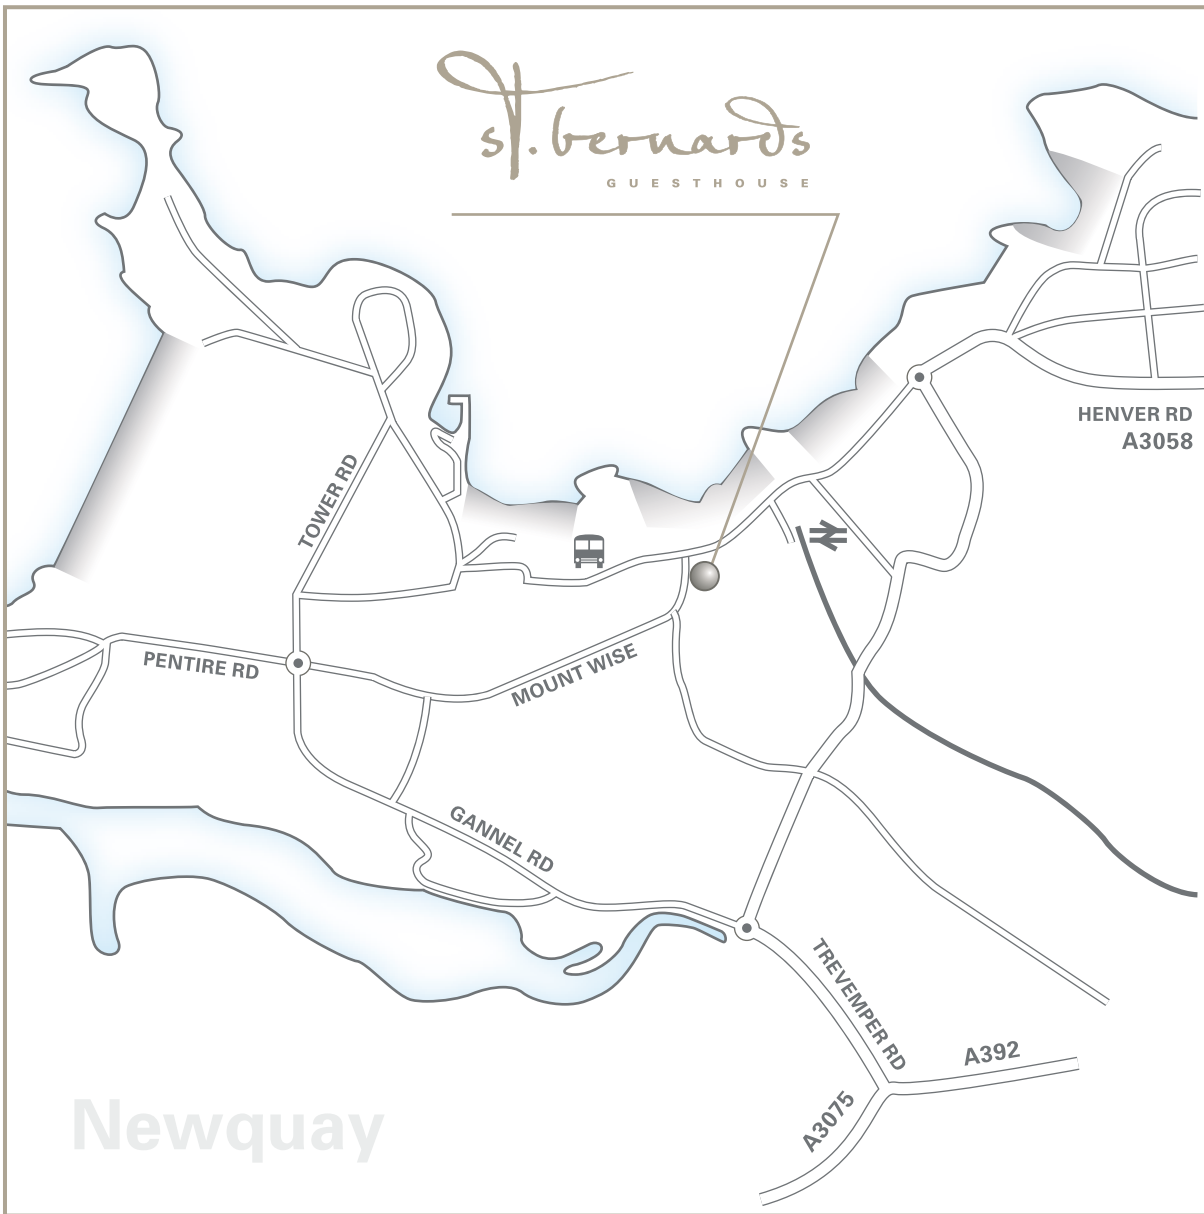 st. bernards
GUESTHOUSE
HENVER RD
A3058
TOWER RD
PENTIRE RD
MOUNT WISE
GANNEL RD
TREVEMPER RD
A392
A3075
Newquay